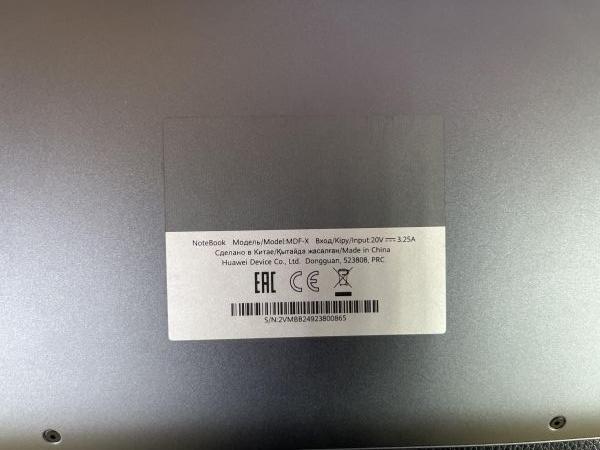 NoteBook Модель/Model:MDF-X Вход/Кіру/Input:20V⎓3.25A
Сделано в Китае/Қытайда жасалған/Made in China
Huawei Device Co., Ltd. Dongguan, 523808, PRC
EAC CE
S/N:2VMBB24923800865